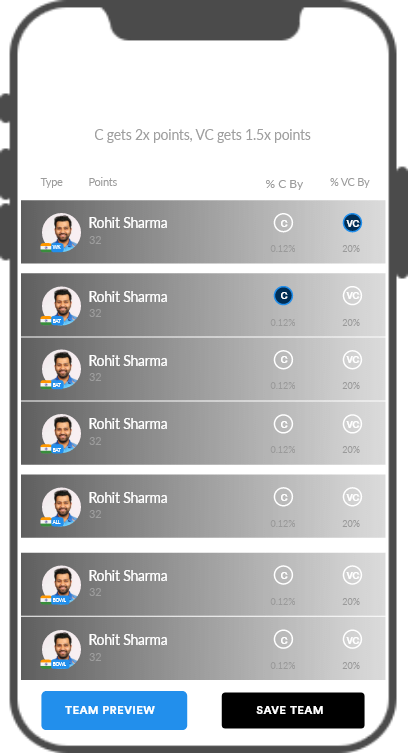 C gets 2x points, VC gets 1.5x points
Type Points % C By % VC By
Rohit Sharma C VC
32
WK 0.12% 20%
Rohit Sharma C VC
32
BAT 0.12% 20%
Rohit Sharma C VC
32
BAT 0.12% 20%
Rohit Sharma C VC
32
BAT 0.12% 20%
Rohit Sharma C VC
32
ALL 0.12% 20%
Rohit Sharma C VC
32
BOWL 0.12% 20%
Rohit Sharma C VC
32
BOWL 0.12% 20%
TEAM PREVIEW SAVE TEAM